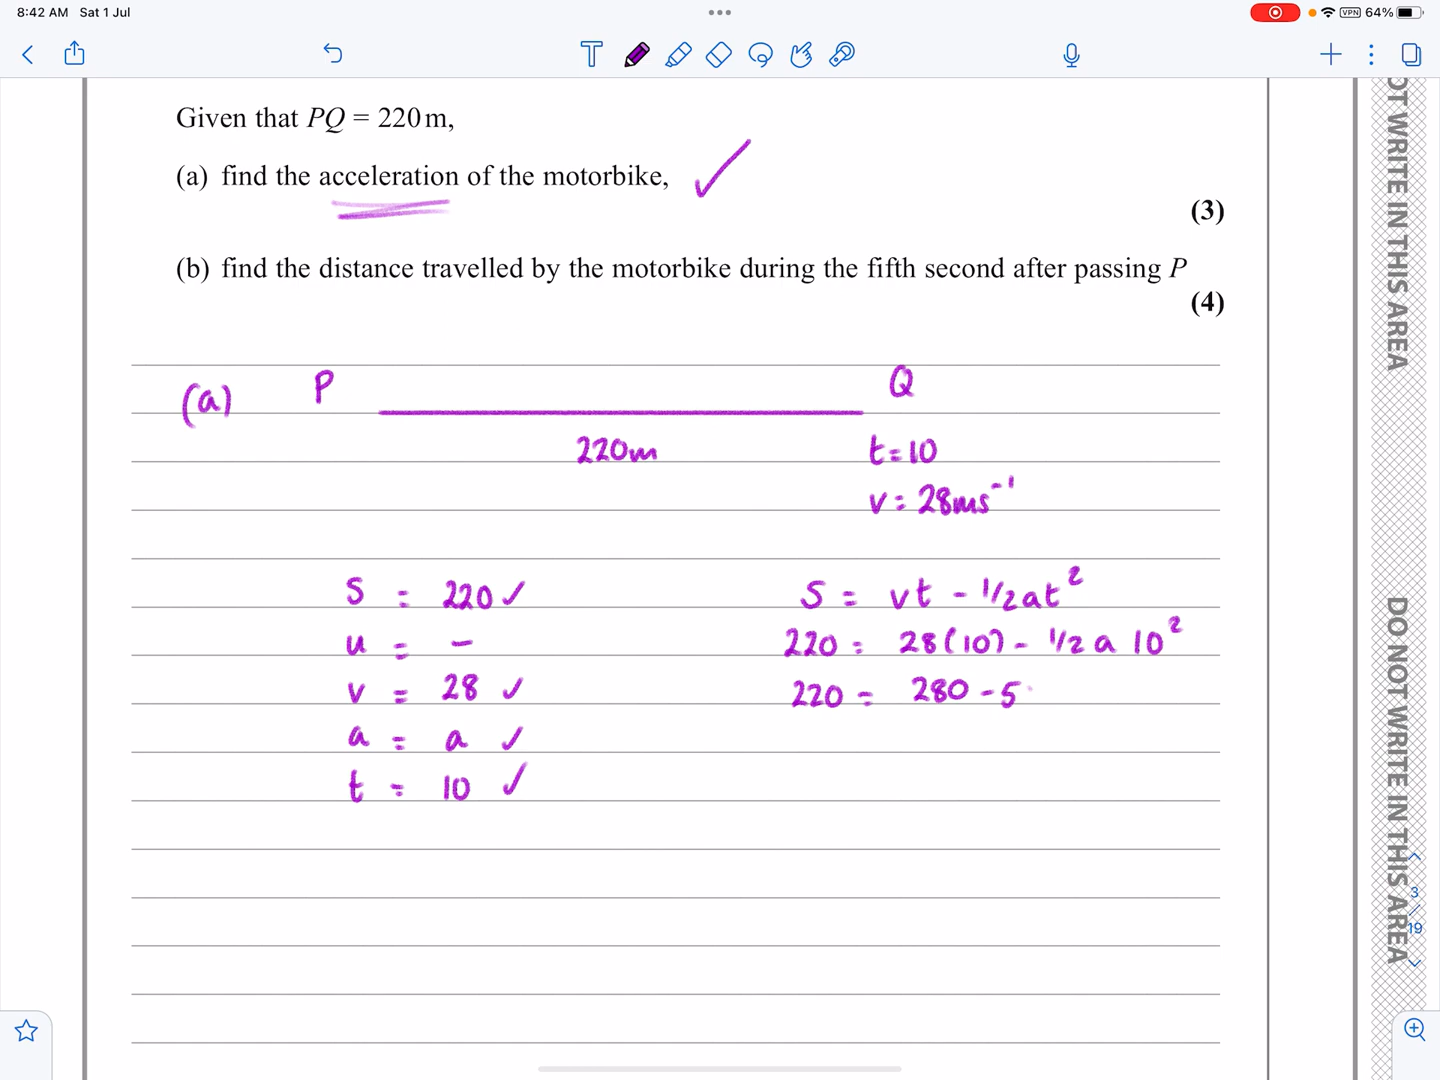 8:42 AM Sat 1 Jul
VPN 64%
Given that PQ = 220 m,
(a) find the acceleration of the motorbike, ✓
(3)
(b) find the distance travelled by the motorbike during the fifth second after passing P
(4)
(a) P Q
220m
t = 10
v = 28ms⁻¹
S = 220 ✓
u = -
v = 28 ✓
a = a ✓
t = 10 ✓
S = vt - 1/2at²
220 = 28(10) - 1/2 a 10²
220 = 280 - 5
OT WRITE IN THIS AREA
DO NOT WRITE IN THIS AREA
3
/
19